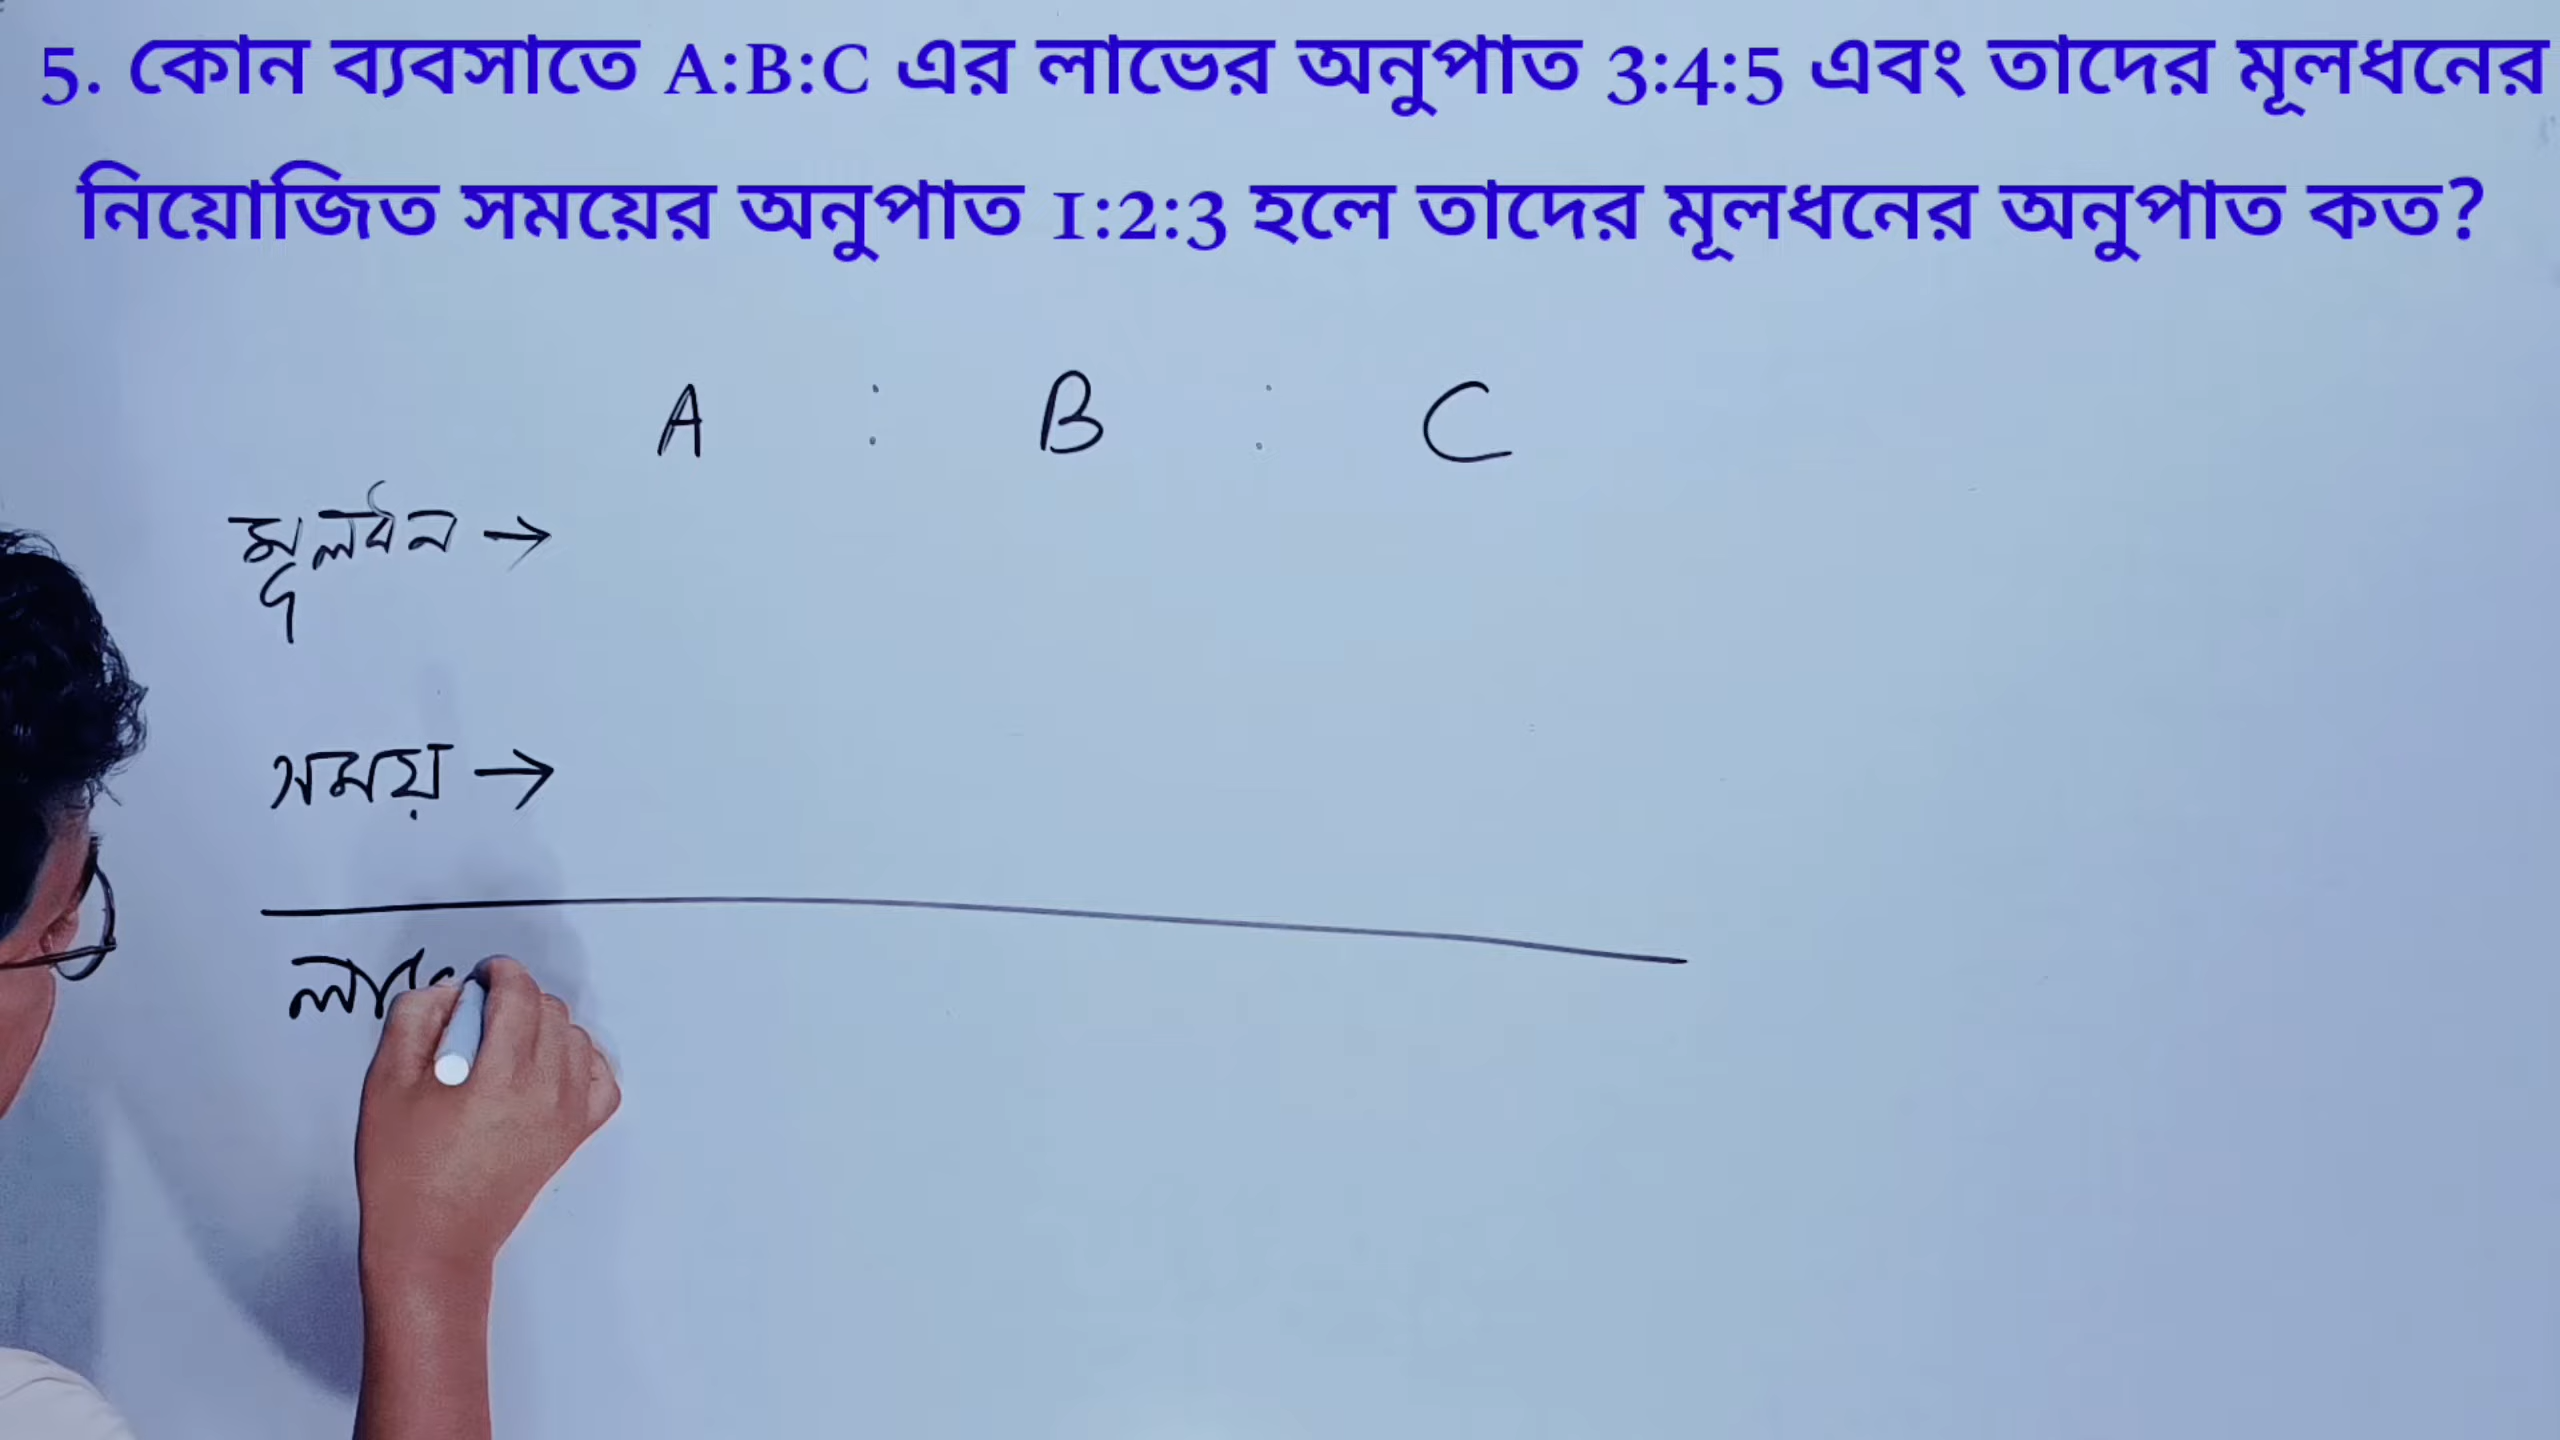 5. কোন ব্যবসাতে A:B:C এর লাভের অনুপাত 3:4:5 এবং তাদের মূলধনের
নিয়োজিত সময়ের অনুপাত 1:2:3 হলে তাদের মূলধনের অনুপাত কত?
A : B : C
মূলধন →
সময় →